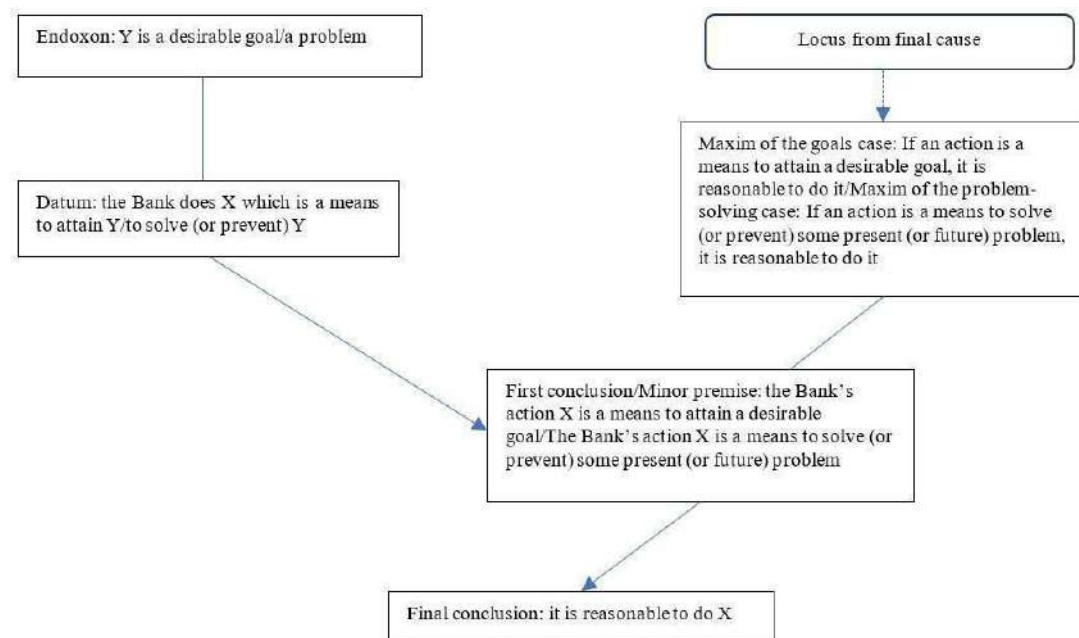 Endoxon: Y is a desirable goal/a problem
Locus from final cause
Maxim of the goals case: If an action is a
means to attain a desirable goal, it is
reasonable to do it/Maxim of the problem-
solving case: If an action is a means to solve
(or prevent) some present (or future) problem,
it is reasonable to do it
Datum: the Bank does X which is a means
to attain Y/to solve (or prevent) Y
First conclusion/Minor premise: the Bank's
action X is a means to attain a desirable
goal/The Bank's action X is a means to solve (or
prevent) some present (or future) problem
Final conclusion: it is reasonable to do X